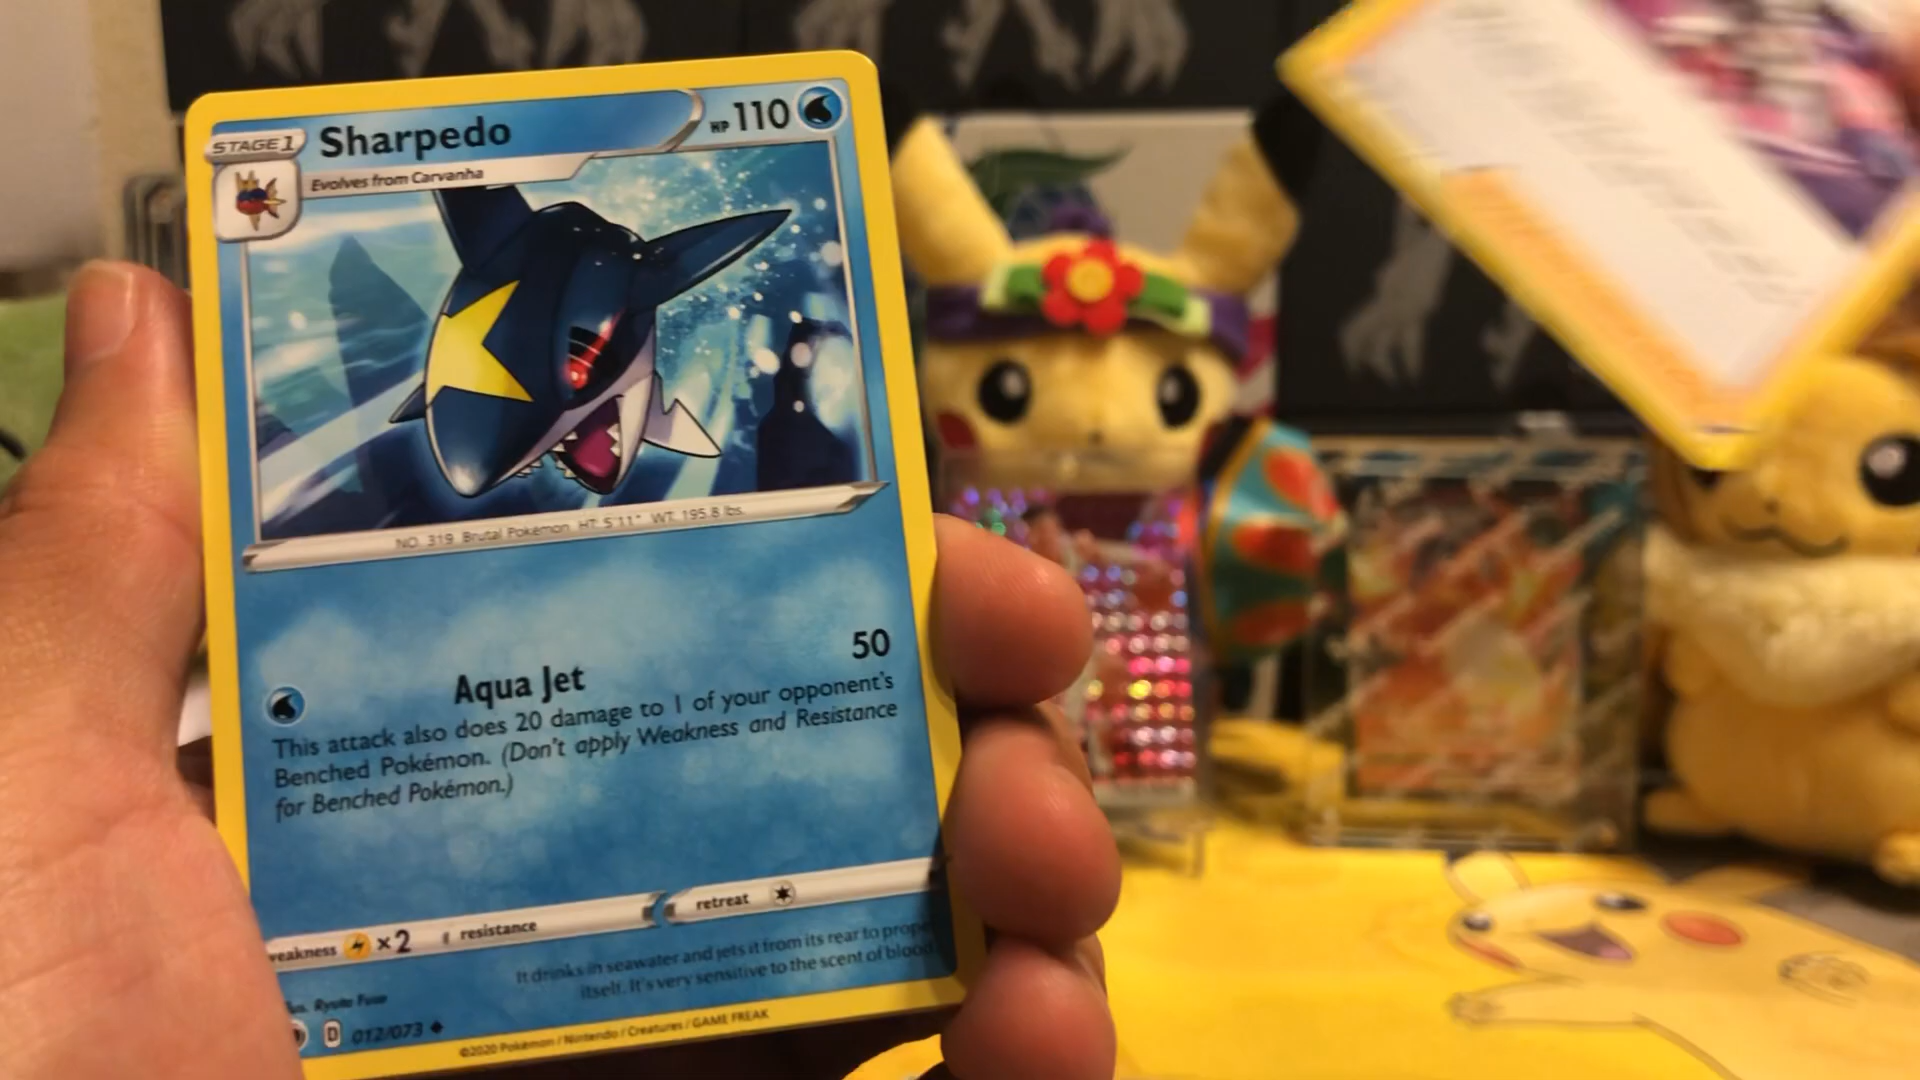 STAGE 1 Sharpedo HP 110
Evolves from Carvanha
NO. 319 Brutal Pokémon HT: 5'11" WT: 195.8 lbs.
Aqua Jet 50
This attack also does 20 damage to 1 of your opponent's
Benched Pokémon. (Don't apply Weakness and Resistance
for Benched Pokémon.)
weakness ×2 resistance retreat
It drinks in seawater and jets it from its rear to prope
itself. It's very sensitive to the scent of blood.
lus. Ryuta Fuse
D 012/073
©2020 Pokémon / Nintendo / Creatures / GAME FREAK